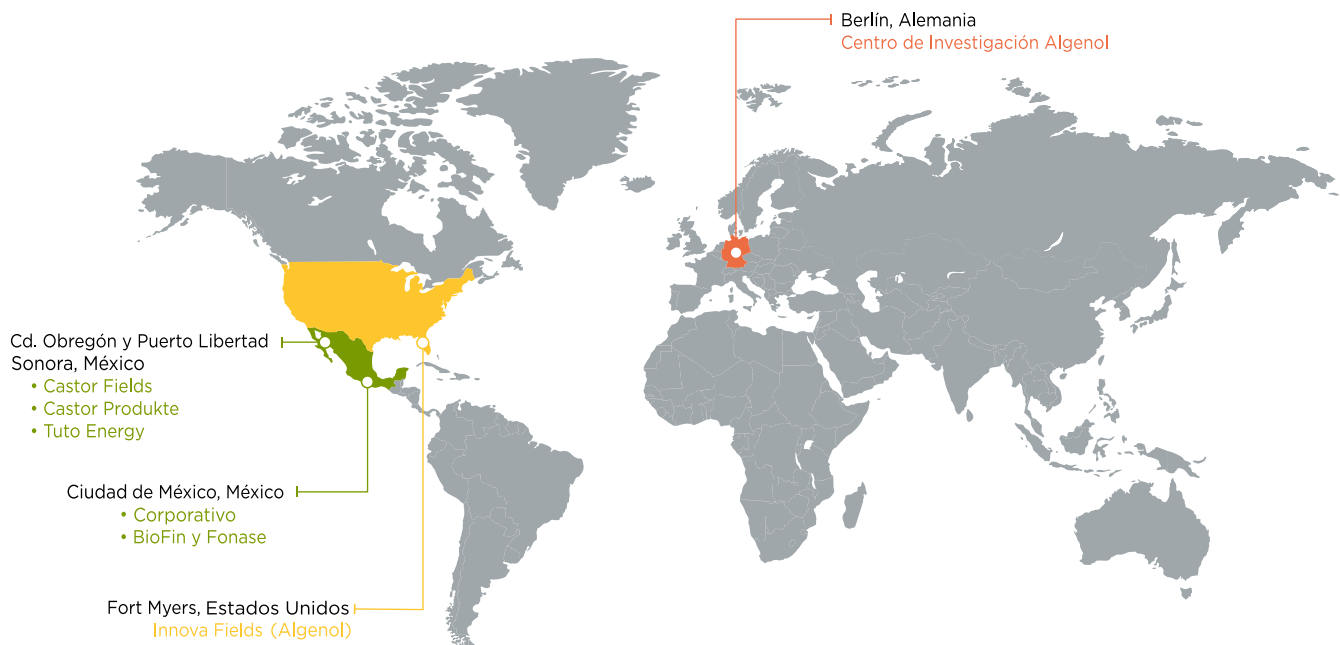 Berlín, Alemania
Centro de Investigación Algenol
Cd. Obregón y Puerto Libertad
Sonora, México
• Castor Fields
• Castor Produkte
• Tuto Energy
Ciudad de México, México
• Corporativo
• BioFin y Fonase
Fort Myers, Estados Unidos
Innova Fields (Algenol)